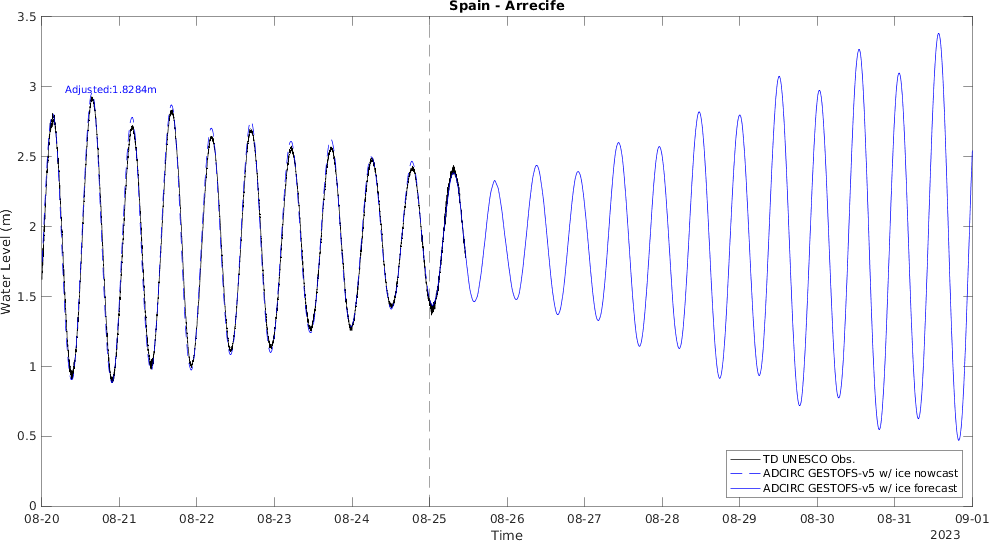 Spain - Arrecife
3.5
3
2.5
2
1.5
1
0.5
0
Water Level (m)
Adjusted:1.8284m
TD UNESCO Obs.
ADCIRC GESTOFS-v5 w/ ice nowcast
ADCIRC GESTOFS-v5 w/ ice forecast
08-20 08-21 08-22 08-23 08-24 08-25 08-26 08-27 08-28 08-29 08-30 08-31 09-01
Time
2023